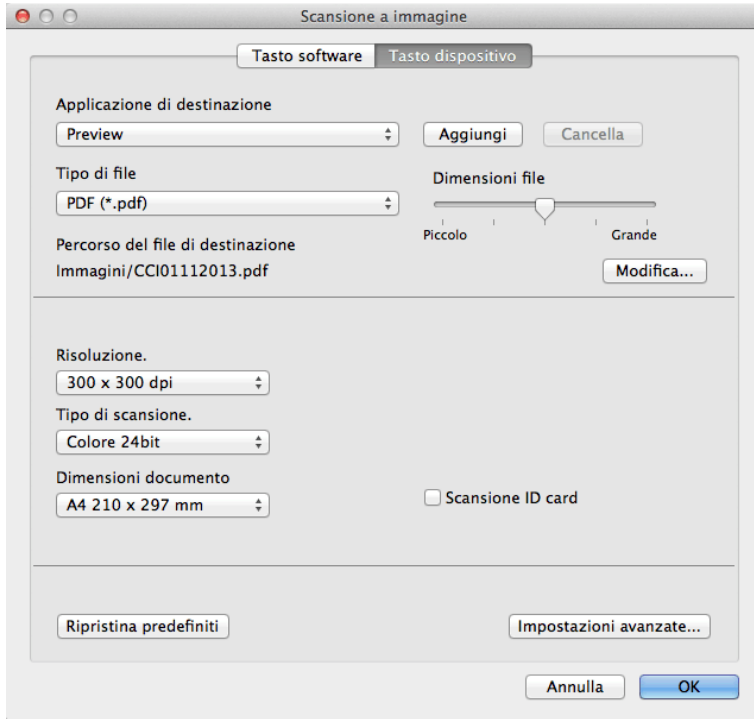 Scansione a immagine
Tasto software Tasto dispositivo
Applicazione di destinazione
Preview Aggiungi Cancella
Tipo di file Dimensioni file
PDF (*.pdf)
Piccolo Grande
Percorso del file di destinazione
Immagini/CCI01112013.pdf Modifica...
Risoluzione.
300 x 300 dpi
Tipo di scansione.
Colore 24bit
Dimensioni documento
A4 210 x 297 mm Scansione ID card
Ripristina predefiniti Impostazioni avanzate...
Annulla OK